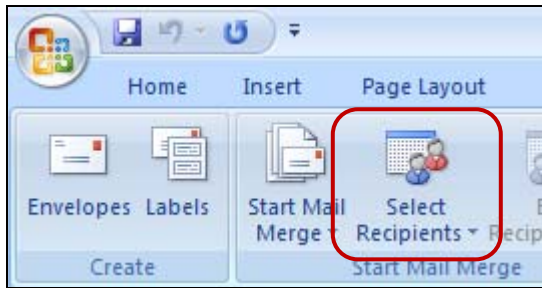 Home Insert Page Layout
Envelopes Labels Start Mail Merge Select Recipients
Create Start Mail Merge